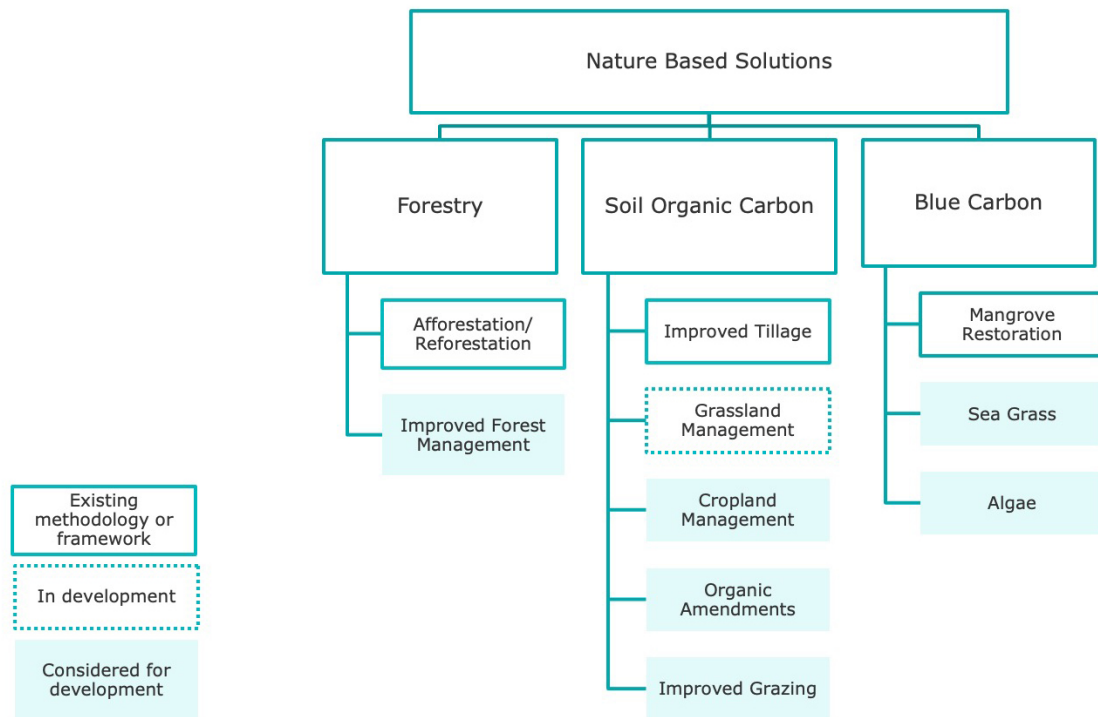 Nature Based Solutions
Forestry
Soil Organic Carbon
Blue Carbon
Afforestation/
Reforestation
Improved Forest
Management
Improved Tillage
Grassland
Management
Cropland
Management
Organic
Amendments
Improved Grazing
Mangrove
Restoration
Sea Grass
Algae
Existing
methodology or
framework
In development
Considered for
development